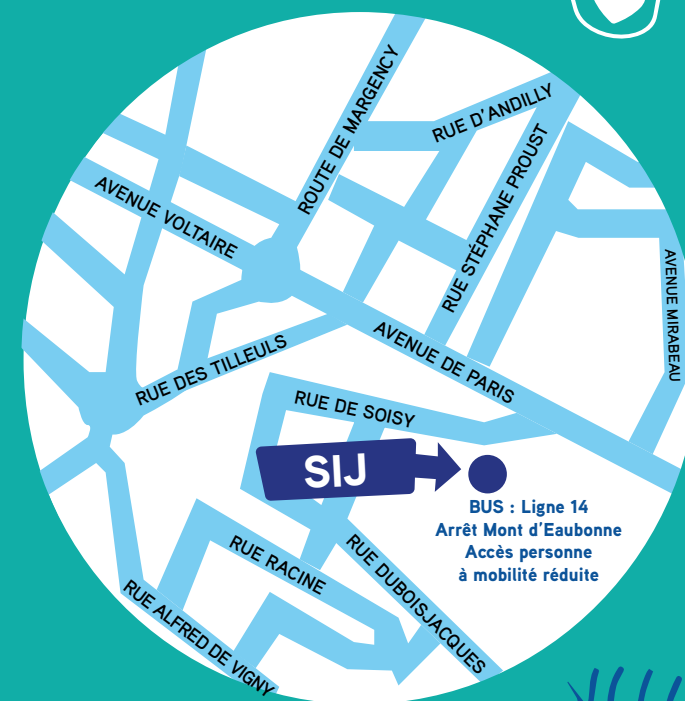 ROUTE DE MARGENCY
RUE D'ANDILLY
AVENUE VOLTAIRE
RUE STÉPHANE PROUST
AVENUE MIRABEAU
RUE DES TILLEULS
AVENUE DE PARIS
RUE DE SOISY
SIJ
BUS : Ligne 14
Arrêt Mont d'Eaubonne
Accès personne
à mobilité réduite
RUE RACINE
RUE DUBOISJACQUES
RUE ALFRED DE VIGNY